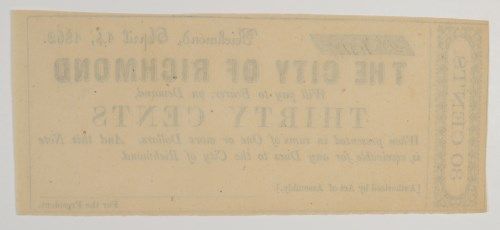 Richmond, April 1862.
THE CITY OF RICHMOND
Will pay to Bearer, on Demand,
THIRTY CENTS
When presented in sums of One or more Dollars. And this Note
is receivable for any Dues to the City of Richmond.
[Authorized by Act of Assembly.]
For the President.
30 CENTS